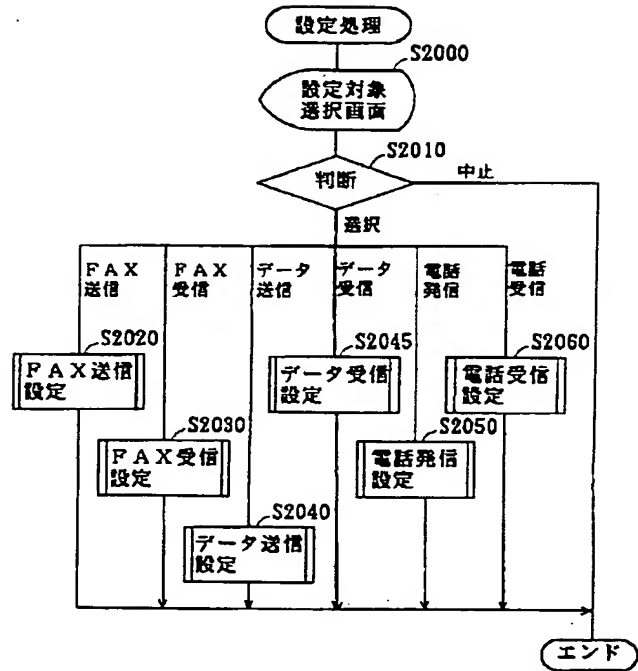 設定処理
S2000
設定対象
選択画面
S2010
判断
中止
選択
FAX
送信
FAX
受信
データ
送信
データ
受信
電話
発信
電話
受信
S2020
FAX送信
設定
S2045
データ受信
設定
S2060
電話受信
設定
S2030
FAX受信
設定
S2050
電話発信
設定
S2040
データ送信
設定
エンド